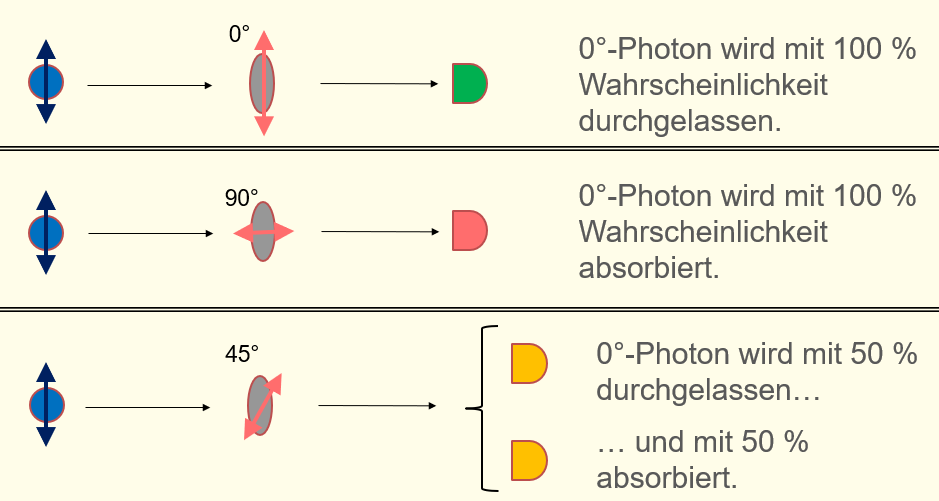 0°
0°-Photon wird mit 100 %
Wahrscheinlichkeit
durchgelassen.
90°
0°-Photon wird mit 100 %
Wahrscheinlichkeit
absorbiert.
45°
0°-Photon wird mit 50 %
durchgelassen…
… und mit 50 %
absorbiert.